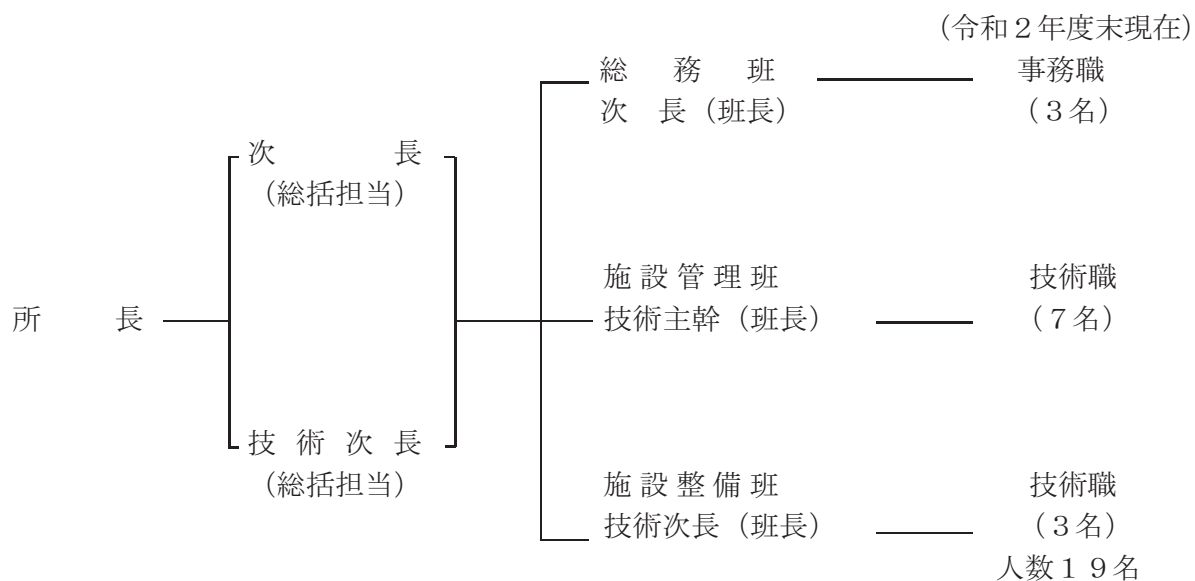 (令和２年度末現在)
総務班 事務職
次長（班長） （３名）
次長
（総括担当）
施設管理班 技術職
所長 技術主幹（班長） （７名）
技術次長
（総括担当） 施設整備班 技術職
技術次長（班長） （３名）
人数１９名